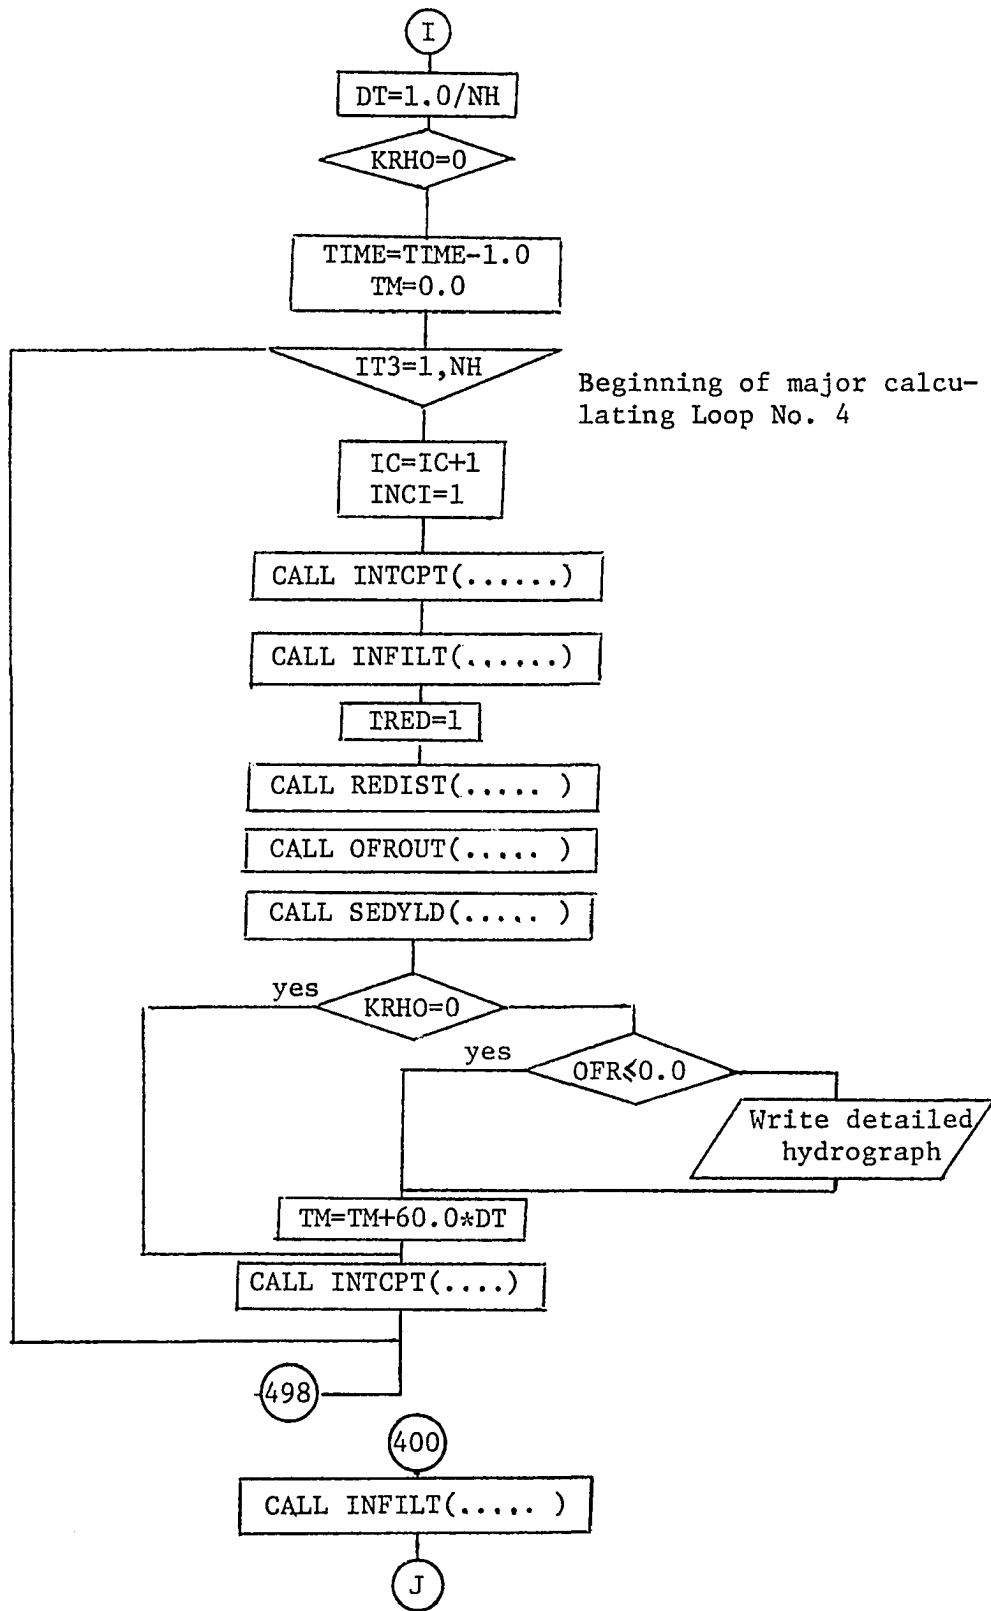 I
DT=1.0/NH
KRHO=0
TIME=TIME-1.0
TM=0.0
IT3=1,NH
Beginning of major calcu-
lating Loop No. 4
IC=IC+1
INCI=1
CALL INTCPT(......)
CALL INFILT(......)
IRED=1
CALL REDIST(..... )
CALL OFROUT(..... )
CALL SEDYLD(..... )
yes
KRHO=0
yes
OFR≤0.0
Write detailed
hydrograph
TM=TM+60.0*DT
CALL INTCPT(....)
498
400
CALL INFILT(..... )
J